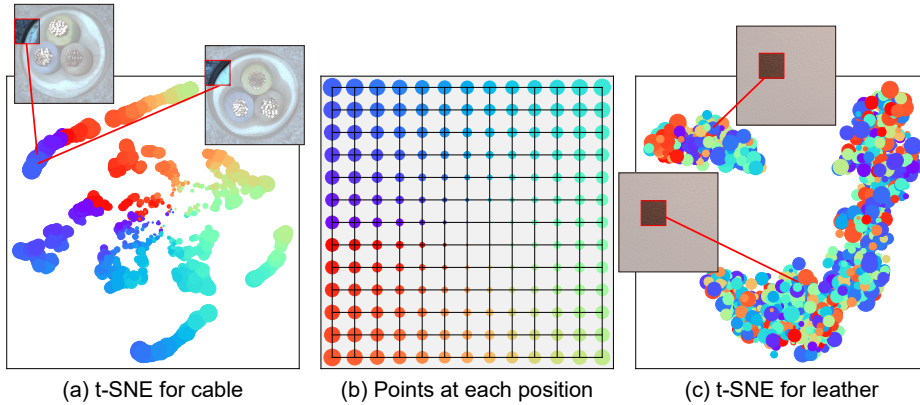 (a) t-SNE for cable
(b) Points at each position
(c) t-SNE for leather